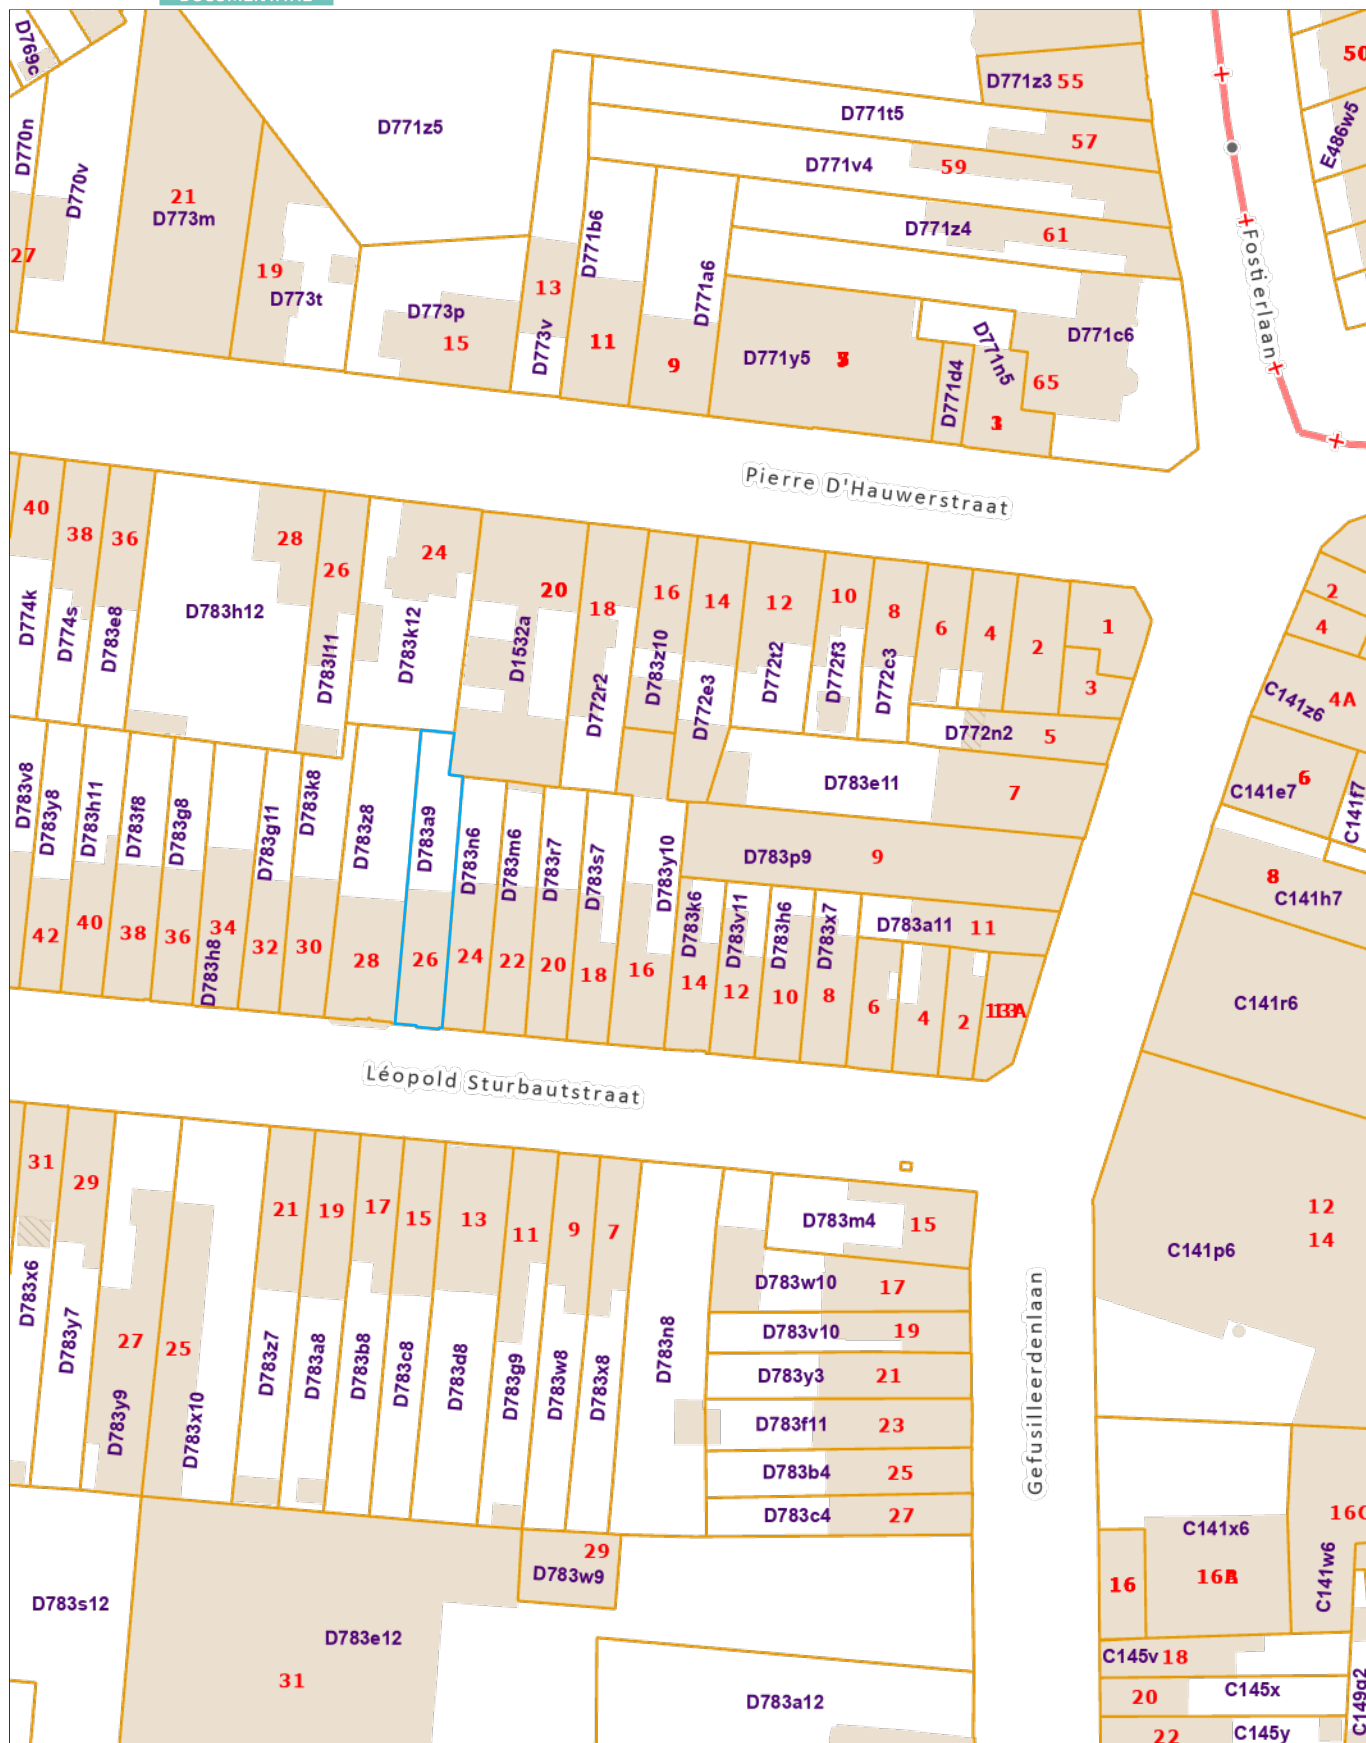 D769c
D770n
D770v
27
21
D773m
19
D773t
D771z5
D773p
15
13
D773v
D771b6
11
D771a6
9
D771y5
D771t5
D771v4
59
D771z3 55
57
D771z4
61
D771d4
D771n5
D771c6
65
50
E486w5
Fostierlaan
Pierre D'Hauwerstraat
40
38
36
28
26
24
20
18
16
14
12
10
8
6
4
2
1
3
D774k
D774s
D783e8
D783h12
D783l11
D783k12
D1532a
D772r2
D783z10
D772e3
D772t2
D772f3
D772c3
D772n2
5
D783e11
7
D783p9
9
D783a11
11
2
4
C141z6
4A
6
C141e7
C141f7
8
C141h7
C141r6
D783v8
D783y8
D783h11
D783f8
D783g8
D783h8
D783g11
D783k8
D783z8
D783a9
D783n6
D783m6
D783r7
D783s7
D783y10
D783k6
D783v11
D783h6
D783x7
42
40
38
36
34
32
30
28
26
24
22
20
18
16
14
12
10
8
6
4
2
13A
Léopold Sturbautstraat
31
29
27
25
21
19
17
15
13
11
9
7
D783x6
D783y7
D783y9
D783x10
D783z7
D783a8
D783b8
D783c8
D783d8
D783g9
D783w8
D783x8
D783n8
D783m4
15
D783w10
17
D783v10
19
D783y3
21
D783f11
23
D783b4
25
D783c4
27
Gefusilleerdenlaan
12
14
C141p6
C141x6
16
16C
C141w6
C145v 18
20
C145x
22
C145y
C149g2
29
D783w9
D783s12
D783e12
31
D783a12